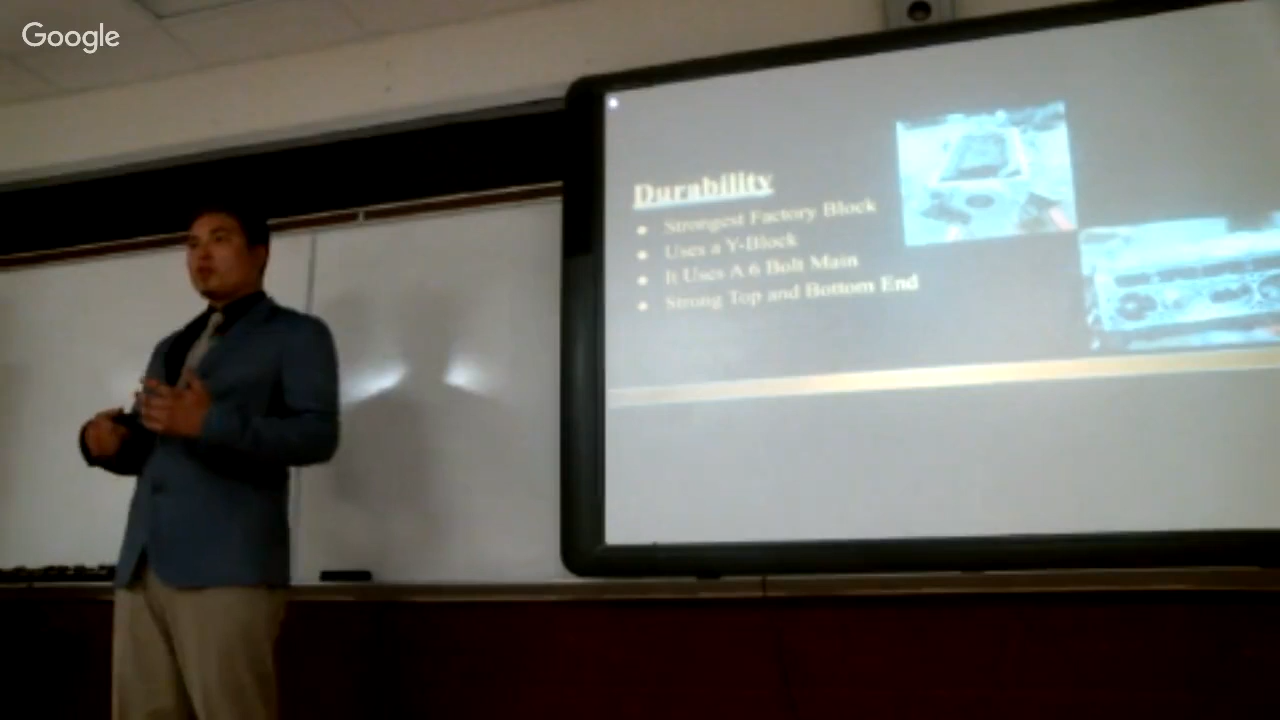 Google
Durability
• Strongest Factory Block
• Uses a Y-Block
• It Uses A 6 Bolt Main
• Strong Top and Bottom End